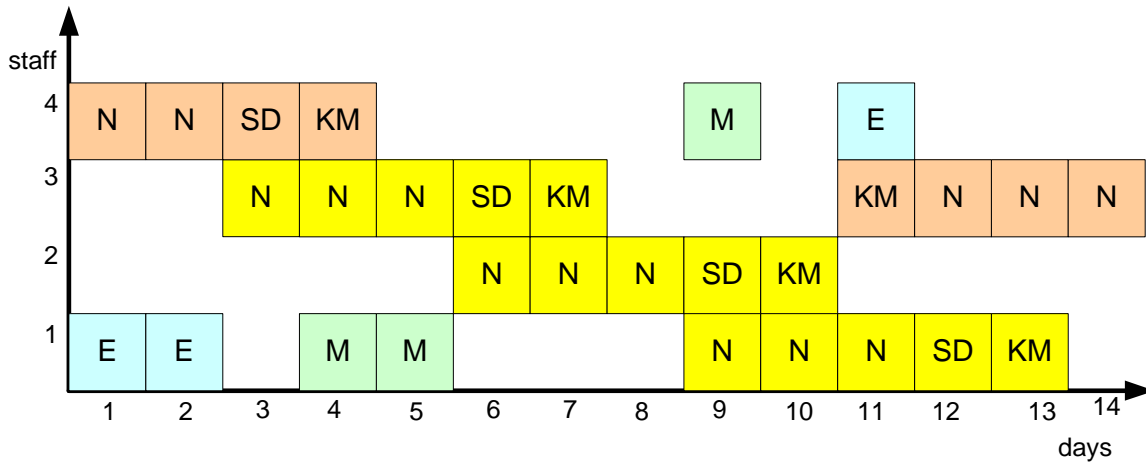 staff
4 N N SD KM M E
3 N N N SD KM KM N N N
2 N N N SD KM
1 E E M M N N N SD KM
1 2 3 4 5 6 7 8 9 10 11 12 13 14
days